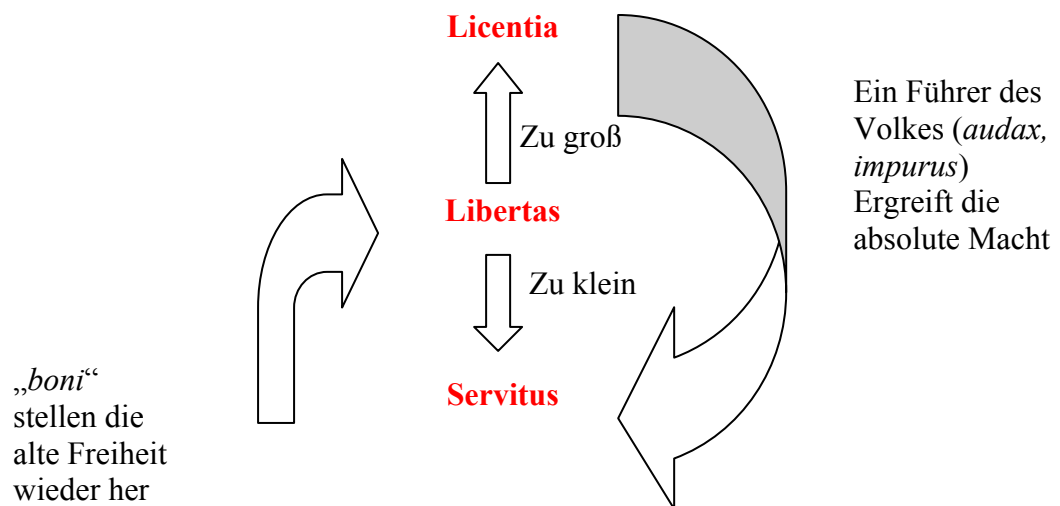 Licentia
Zu groß
Libertas
Zu klein
Servitus
Ein Führer des
Volkes (audax,
impurus)
Ergreift die
absolute Macht
„boni“
stellen die
alte Freiheit
wieder her